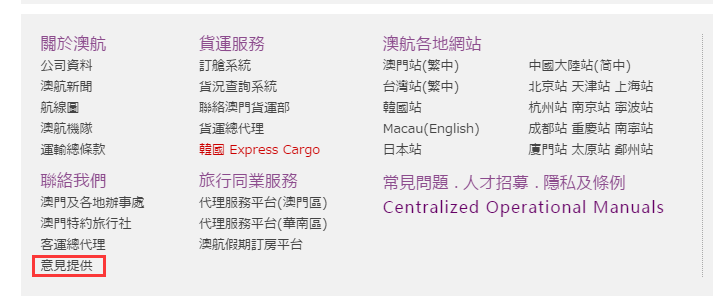 關於澳航
公司資料
澳航新聞
航線圖
澳航機隊
運輸總條款
聯絡我們
澳門及各地辦事處
澳門特約旅行社
客運總代理
意見提供
貨運服務
訂艙系統
貨況查詢系統
聯絡澳門貨運部
貨運總代理
韓國 Express Cargo
旅行同業服務
代理服務平台(澳門區)
代理服務平台(華南區)
澳航假期訂房平台
澳航各地網站
澳門站(繁中)
台灣站(繁中)
韓國站
Macau(English)
日本站
中國大陸站(简中)
北京站 天津站 上海站
杭州站 南京站 寧波站
成都站 重慶站 南寧站
廈門站 太原站 鄭州站
常見問題 . 人才招募 . 隱私及條例
Centralized Operational Manuals